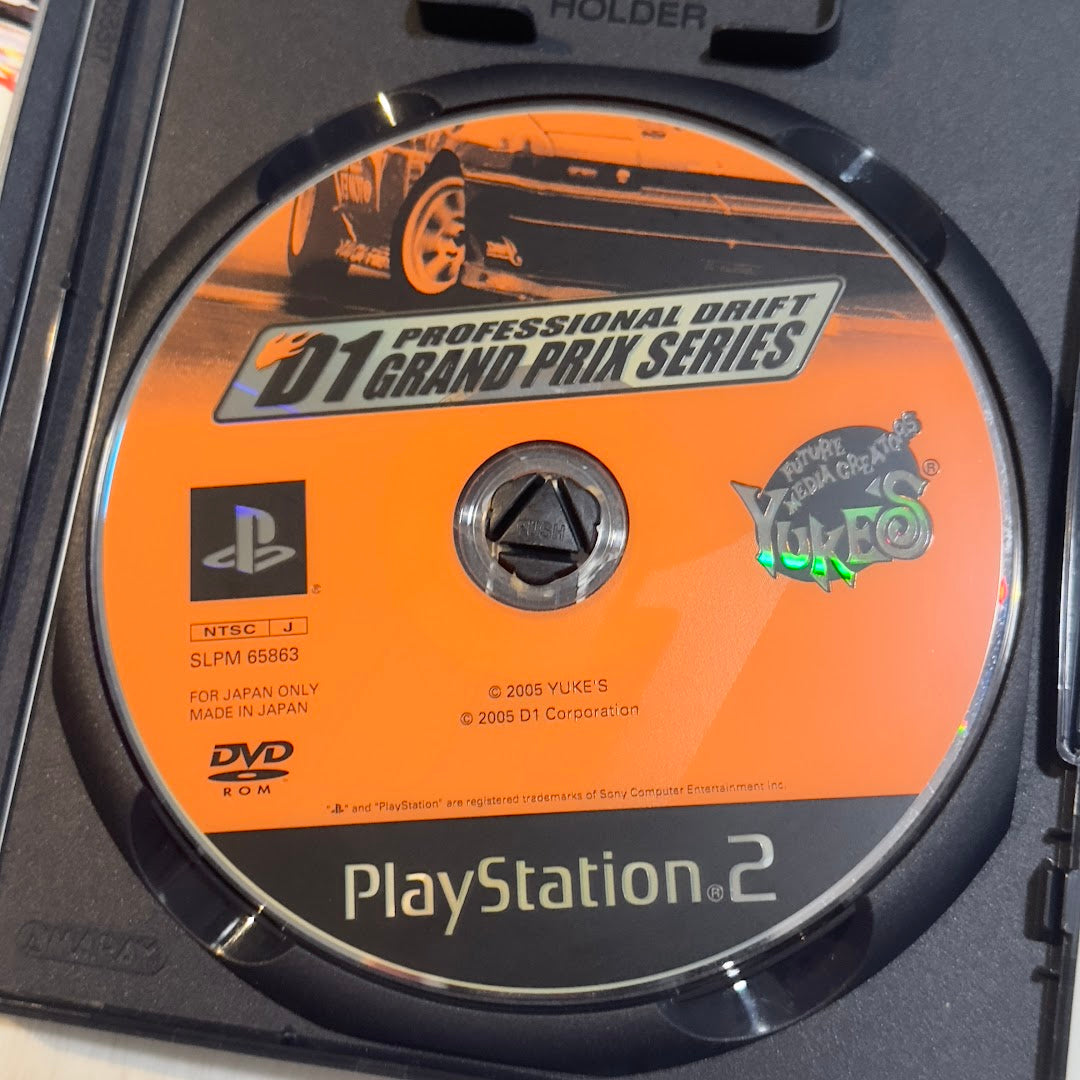 HOLDER
D1 PROFESSIONAL DRIFT
GRAND PRIX SERIES
FUTURE
MEDIA CREATORS
YUKE'S®
NTSC J
SLPM 65863
FOR JAPAN ONLY
MADE IN JAPAN
DVD
ROM
© 2005 YUKE'S
© 2005 D1 Corporation
" " and "PlayStation" are registered trademarks of Sony Computer Entertainment Inc.
PlayStation®2
AMARAY